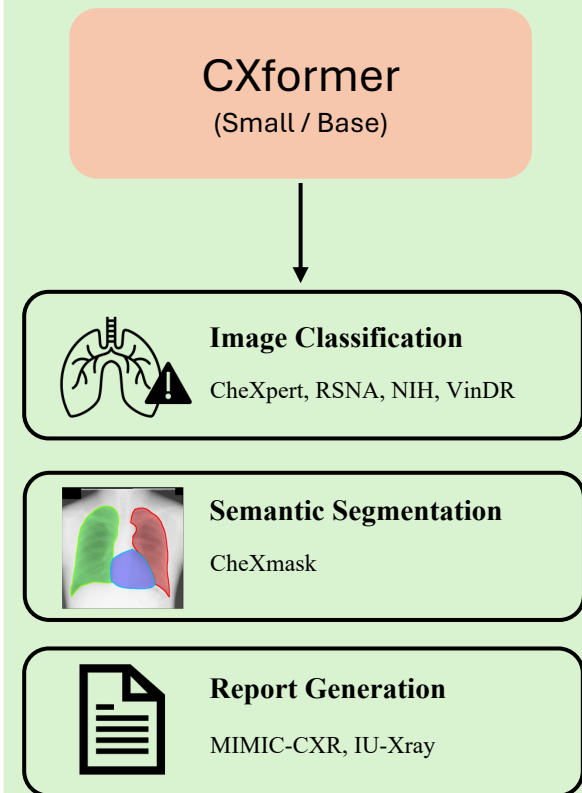 CXformer
(Small / Base)
Image Classification
CheXpert, RSNA, NIH, VinDR
Semantic Segmentation
CheXmask
Report Generation
MIMIC-CXR, IU-Xray